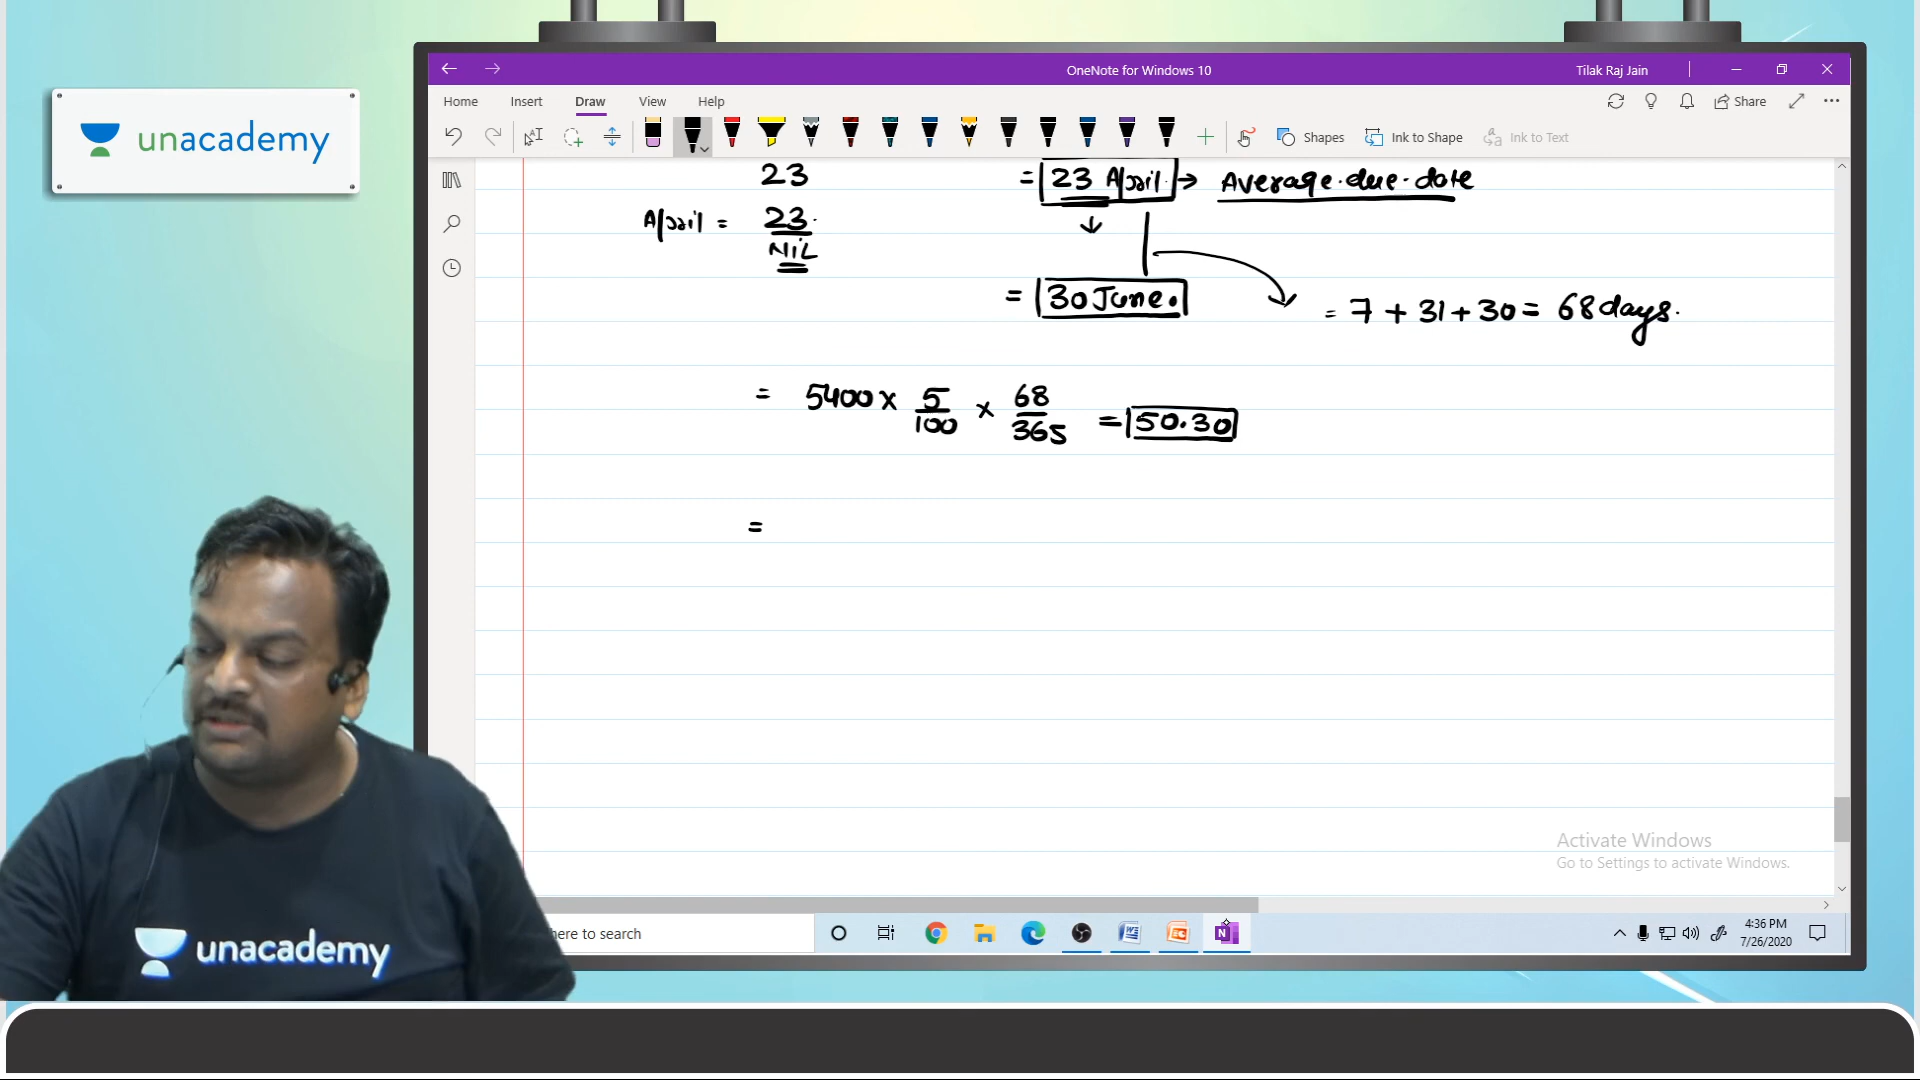 unacademy
OneNote for Windows 10
Tilak Raj Jain
Home Insert Draw View Help
Share
Shapes Ink to Shape Ink to Text
23
= 23 April → Average due date
April = 23
NIL
= 30 June.
= 7 + 31 + 30 = 68 days.
= 5400 x 5/100 x 68/365 = 50.30
=
Activate Windows
Go to Settings to activate Windows.
unacademy
here to search
4:36 PM
7/26/2020